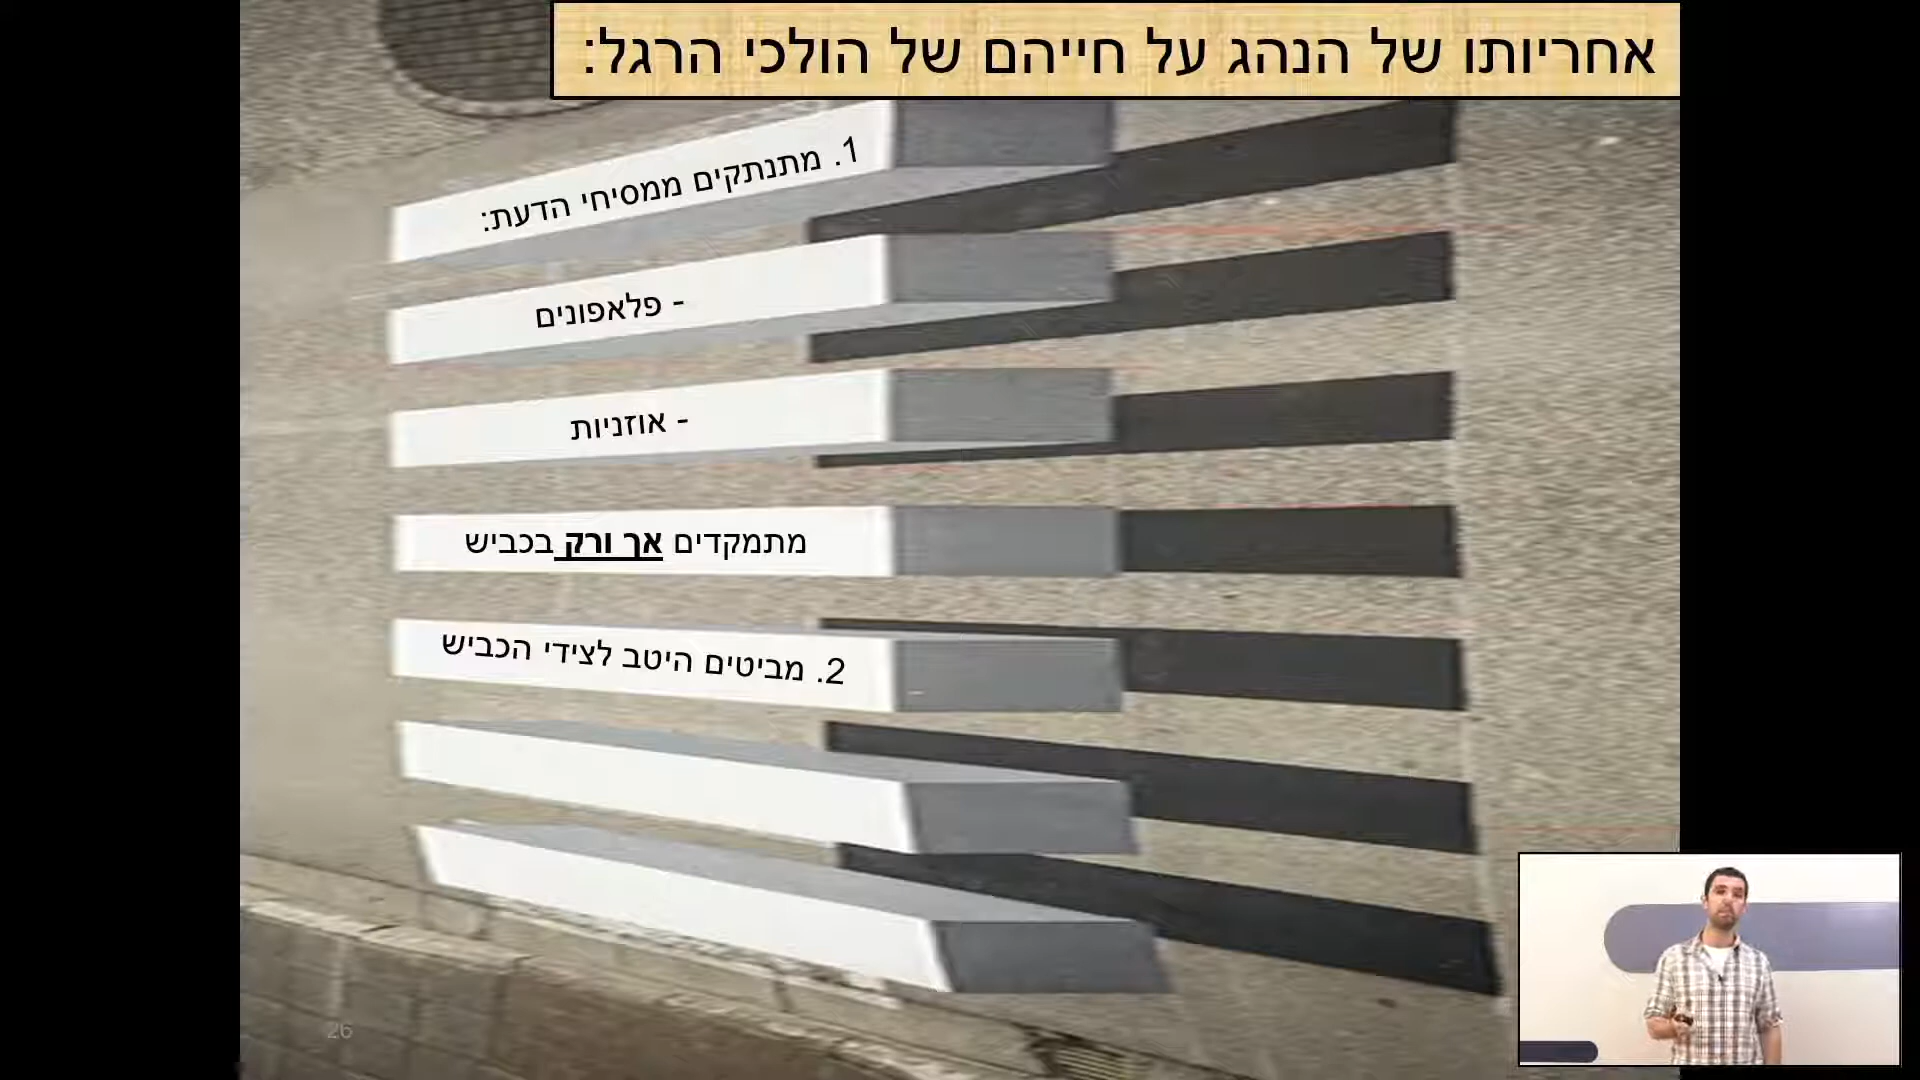 אחריותו של הנהג על חייהם של הולכי הרגל:
1. מתנתקים ממסיחי הדעת:
- פלאפונים
- אוזניות
מתמקדים אך ורק בכביש
2. מביטים היטב לצידי הכביש
26